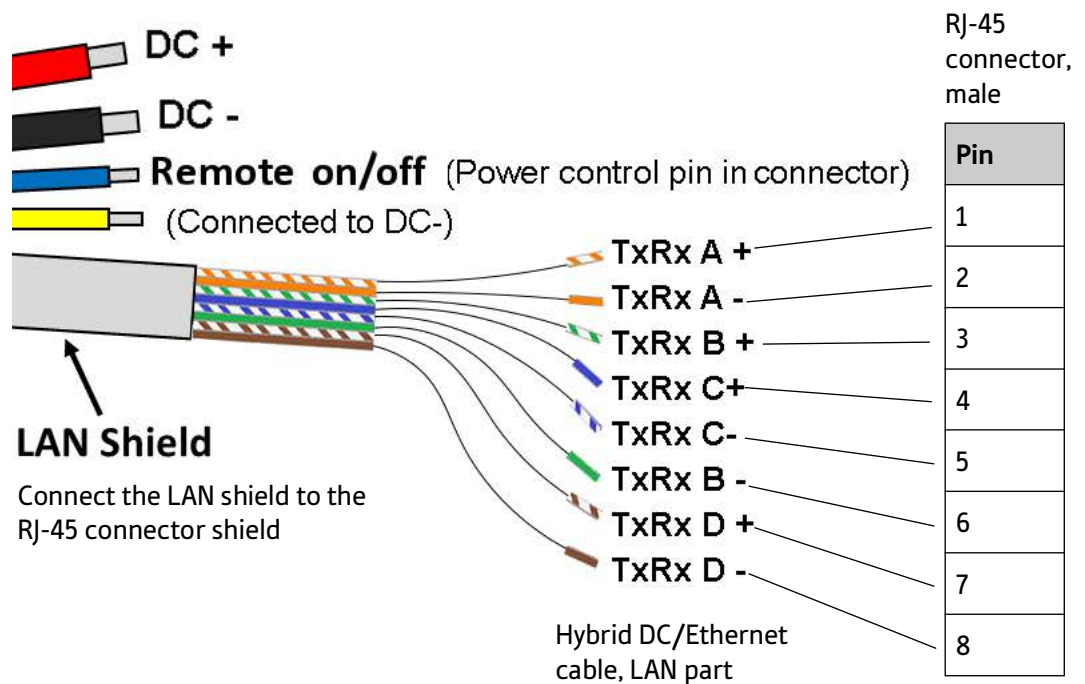 DC +
DC -
Remote on/off (Power control pin in connector)
(Connected to DC-)
LAN Shield
Connect the LAN shield to the
RJ-45 connector shield
TxRx A +
TxRx A -
TxRx B +
TxRx C+
TxRx C-
TxRx B -
TxRx D +
TxRx D -
Hybrid DC/Ethernet
cable, LAN part
RJ-45
connector,
male
Pin
1
2
3
4
5
6
7
8